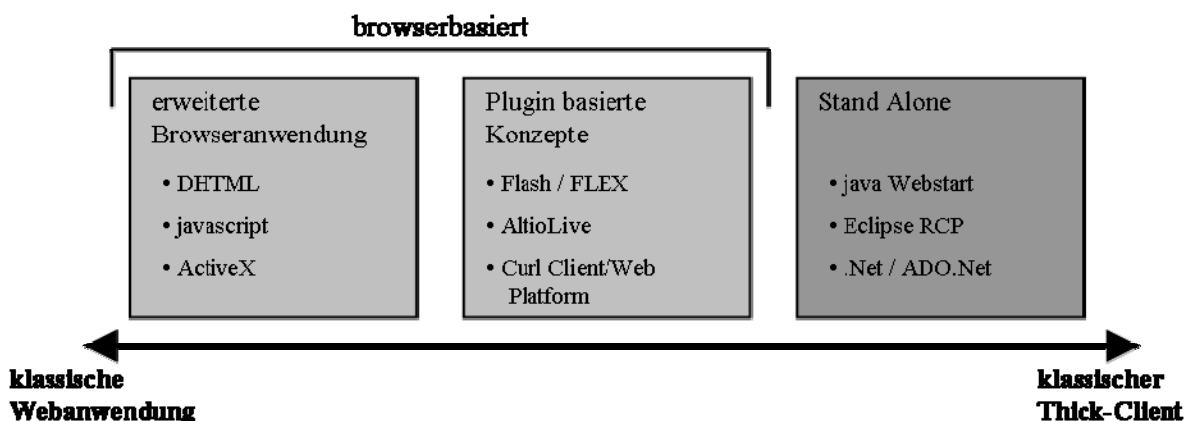 browserbasiert
erweiterte
Browseranwendung
• DHTML
• javascript
• ActiveX
Plugin basierte
Konzepte
• Flash / FLEX
• AltioLive
• Curl Client/Web
Platform
Stand Alone
• java Webstart
• Eclipse RCP
• .Net / ADO.Net
klassische
Webanwendung
klassischer
Thick-Client